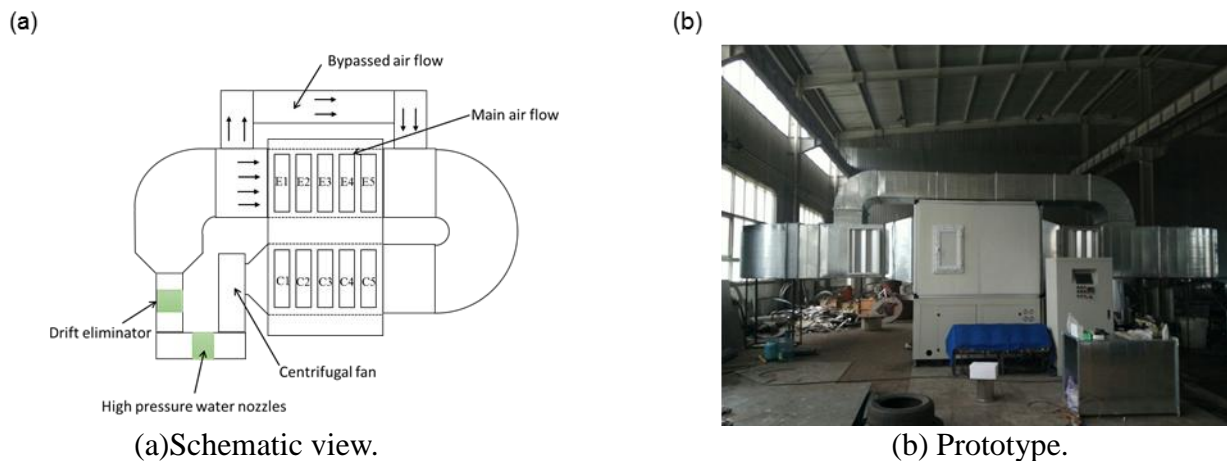 (a)
(b)
Bypassed air flow
Main air flow
E1 E2 E3 E4 E5
C1 C2 C3 C4 C5
Drift eliminator
Centrifugal fan
High pressure water nozzles
(a)Schematic view.
(b) Prototype.